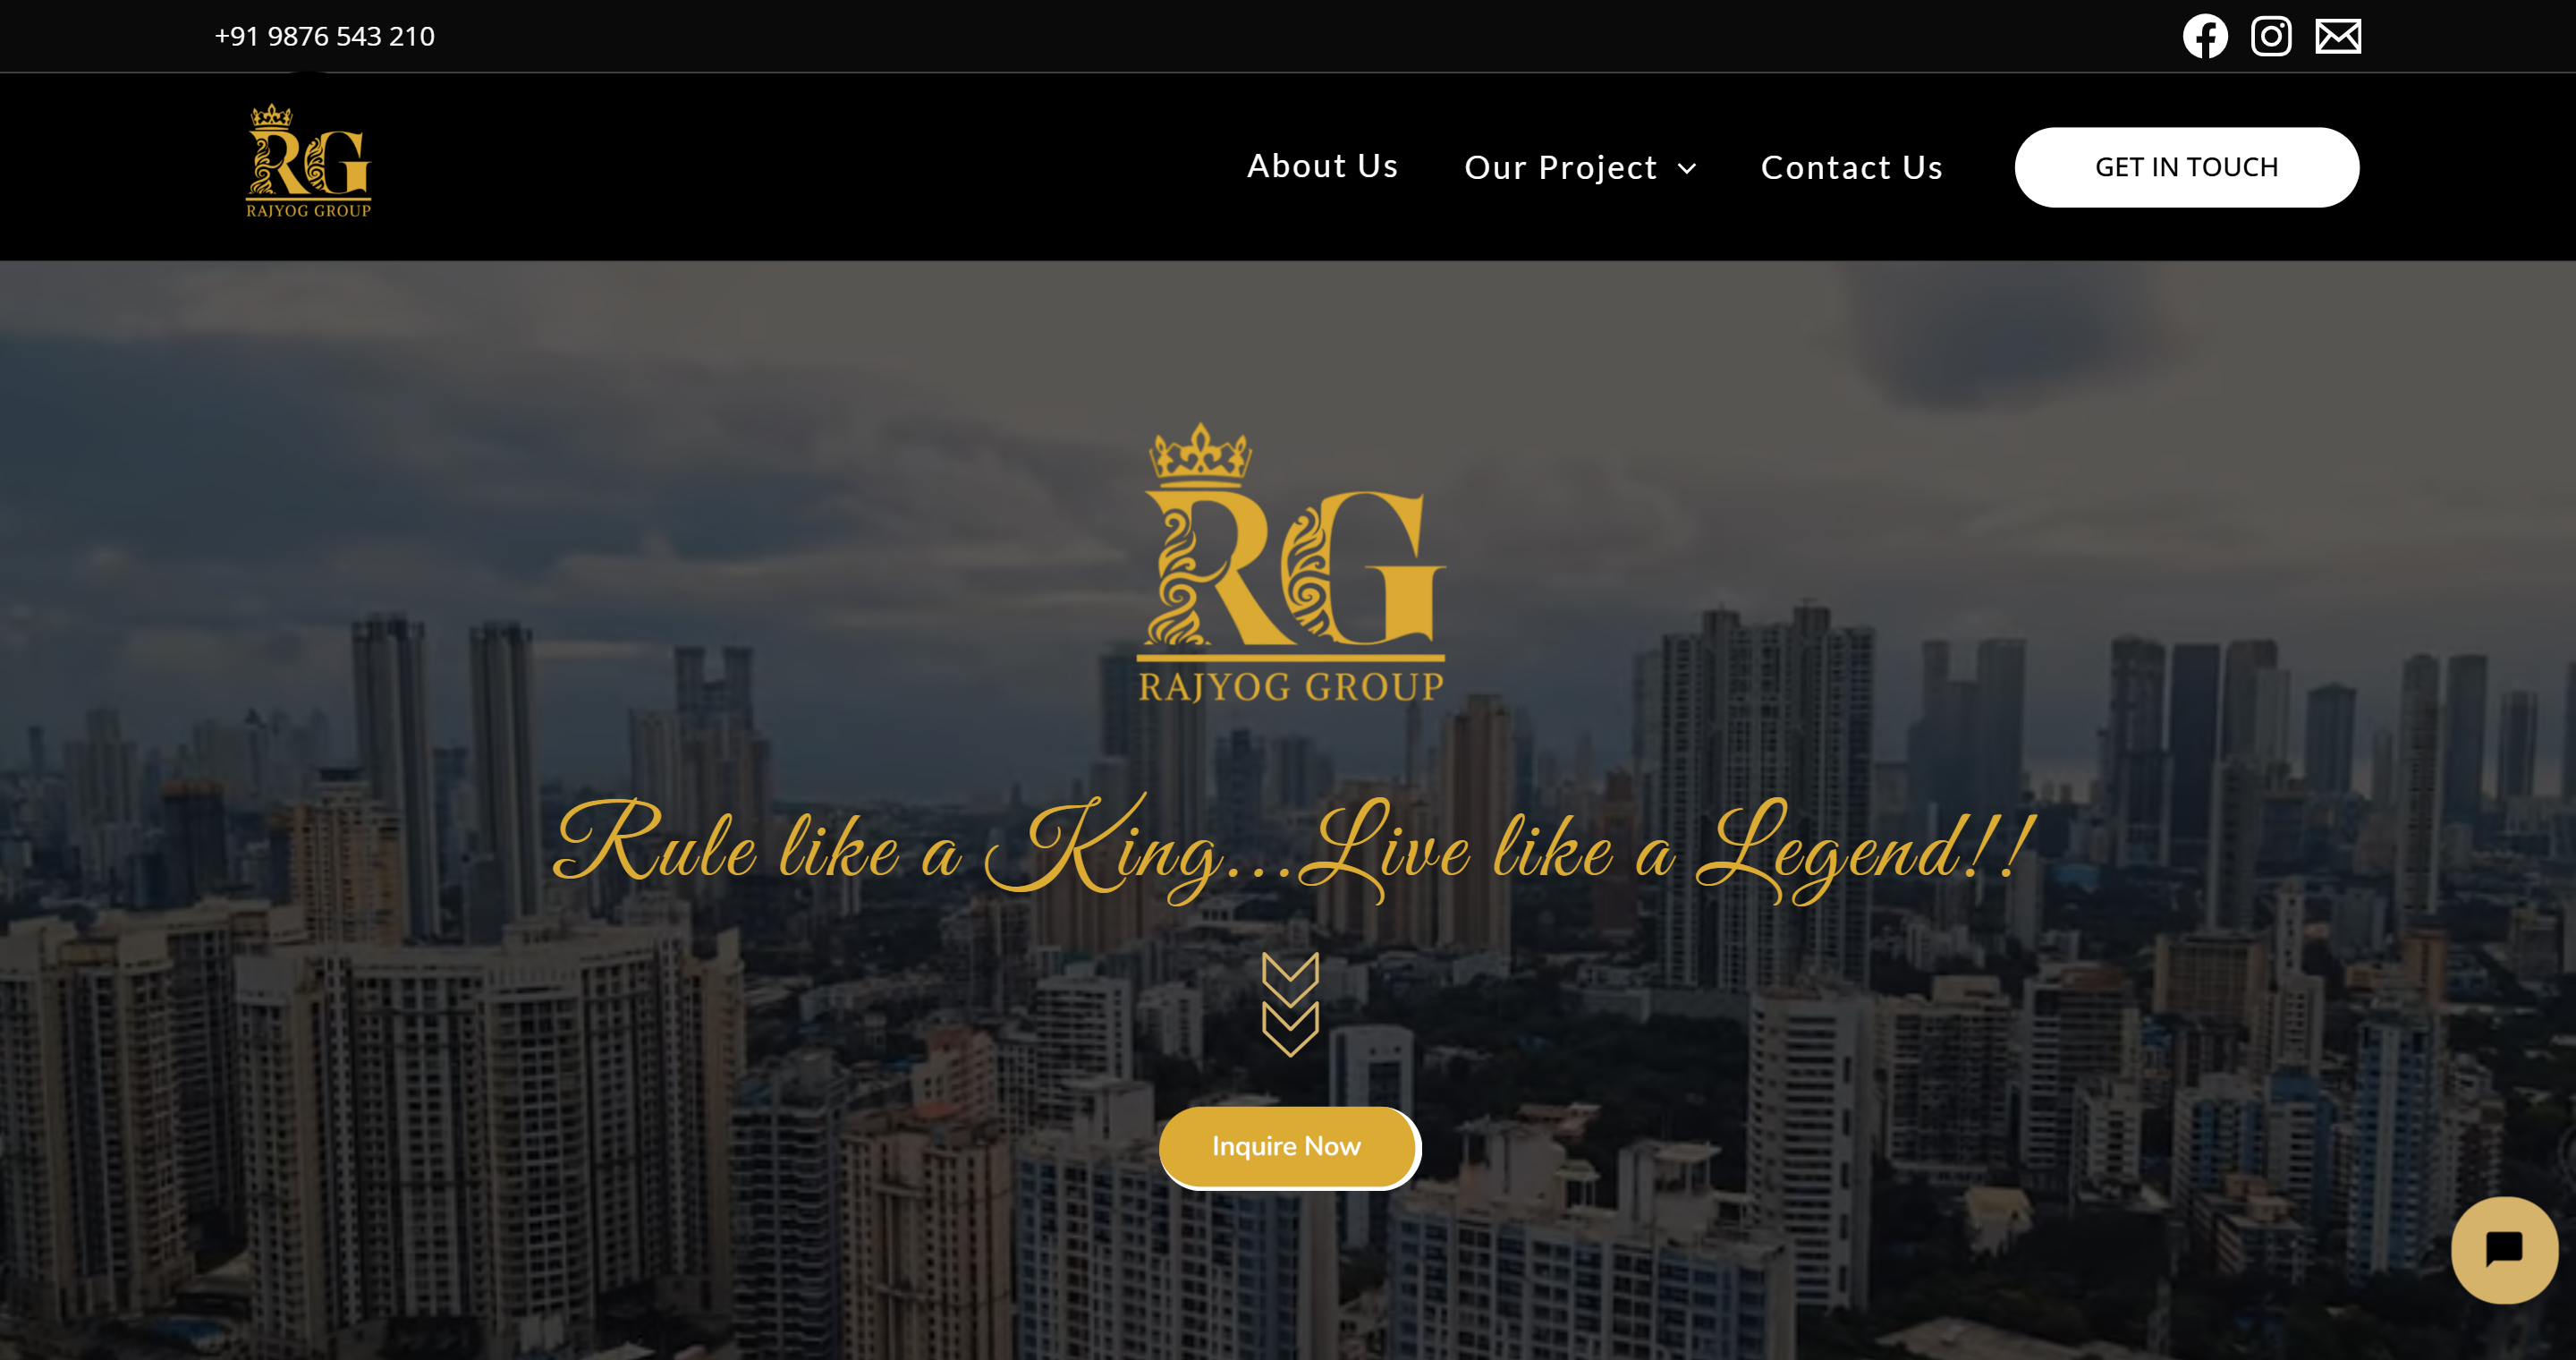 +91 9876 543 210
RG
RAJYOG GROUP
About Us
Our Project
Contact Us
GET IN TOUCH
RG
RAJYOG GROUP
Rule like a King...Live like a Legend!!
Inquire Now